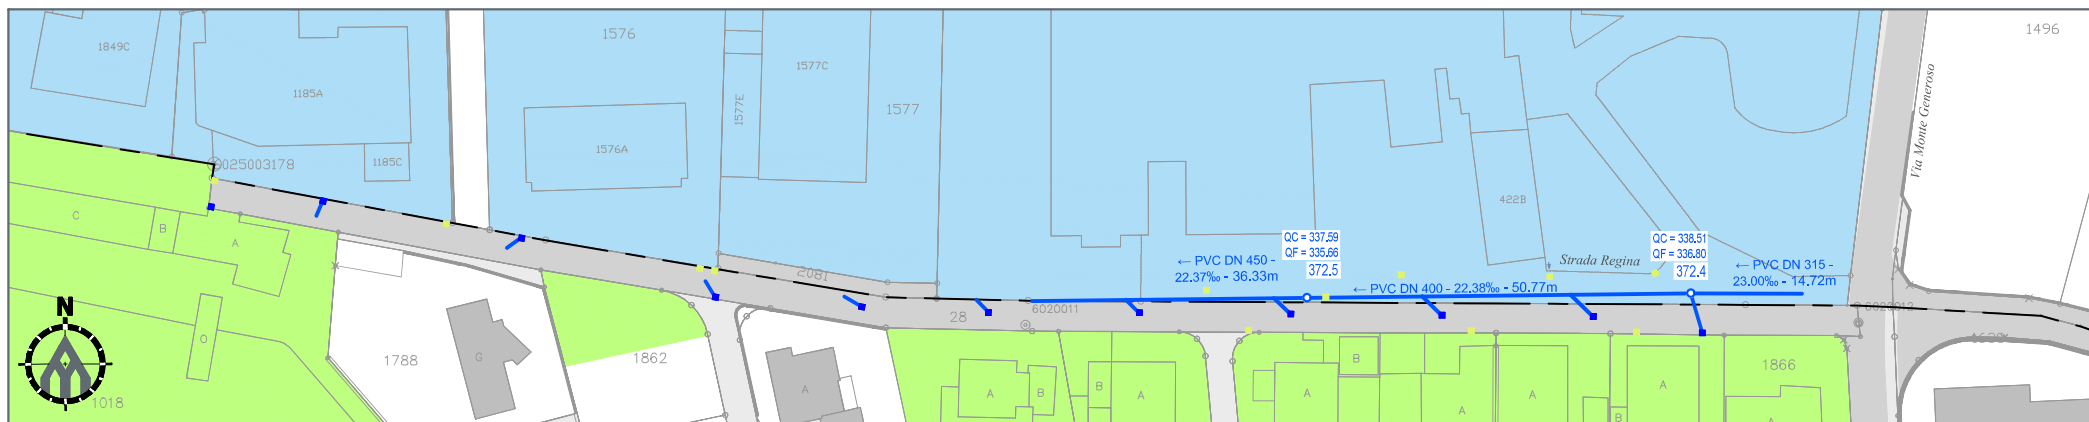 1849C
1185A
1185C
025003178
1576
1576A
1577E
1577C
1577
2081
1496
Via Monte Generoso
422B
Strada Regina
QC = 337.59
QF = 335.66
372.5
QC = 338.51
QF = 336.80
372.4
← PVC DN 450 -
22.37‰ - 36.33m
← PVC DN 400 - 22.38‰ - 50.77m
← PVC DN 315 -
23.00‰ - 14.72m
28
6020011
C
B
A
O
N
1018
1788
G
1862
A
A
B
B
A
A
B
A
A
B
A
1866
A